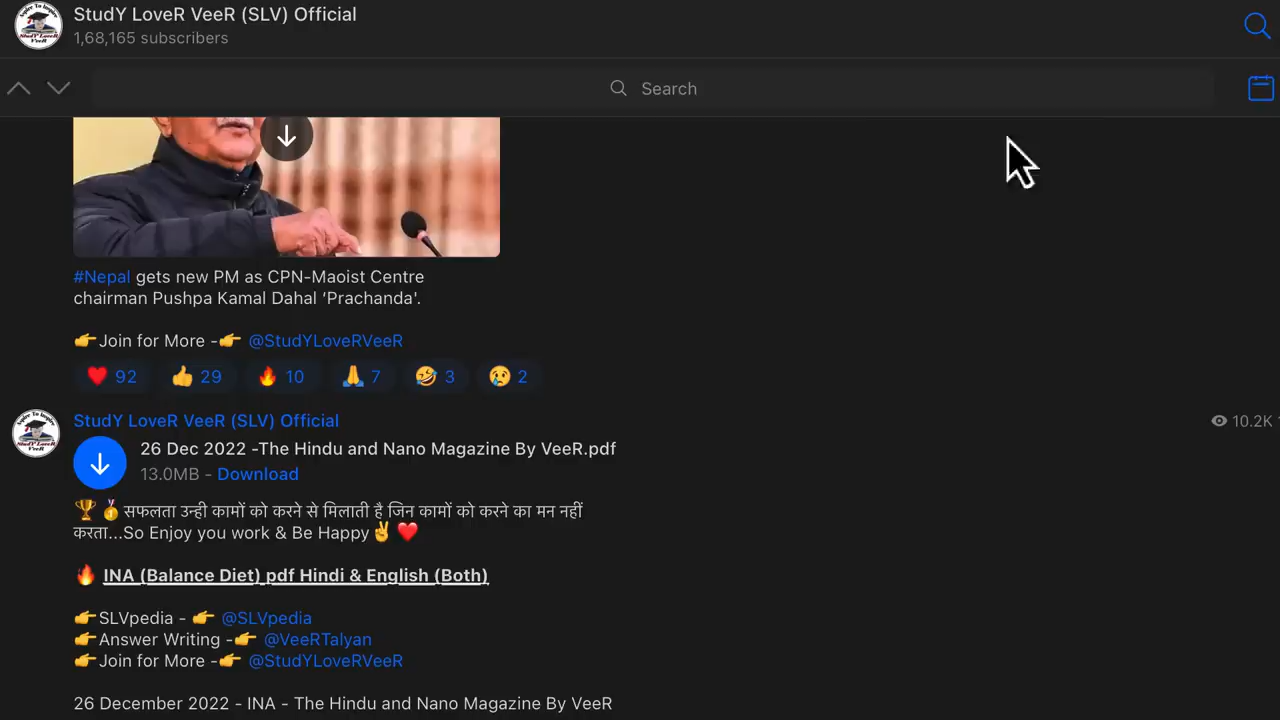 StudY LoveR VeeR (SLV) Official
1,68,165 subscribers
Search
#Nepal gets new PM as CPN-Maoist Centre
chairman Pushpa Kamal Dahal ‘Prachanda'.
👉Join for More -👉 @StudYLoveRVeeR
❤️ 92 👍 29 🔥 10 🙏 7 🤣 3 😢 2
StudY LoveR VeeR (SLV) Official
10.2K
26 Dec 2022 -The Hindu and Nano Magazine By VeeR.pdf
13.0MB - Download
🏆🥇सफलता उन्ही कामों को करने से मिलाती है जिन कामों को करने का मन नहीं
करता...So Enjoy you work & Be Happy✌️❤️
🔥 INA (Balance Diet) pdf Hindi & English (Both)
👉SLVpedia - 👉 @SLVpedia
👉Answer Writing -👉 @VeeRTalyan
👉Join for More -👉 @StudYLoveRVeeR
26 December 2022 - INA - The Hindu and Nano Magazine By VeeR